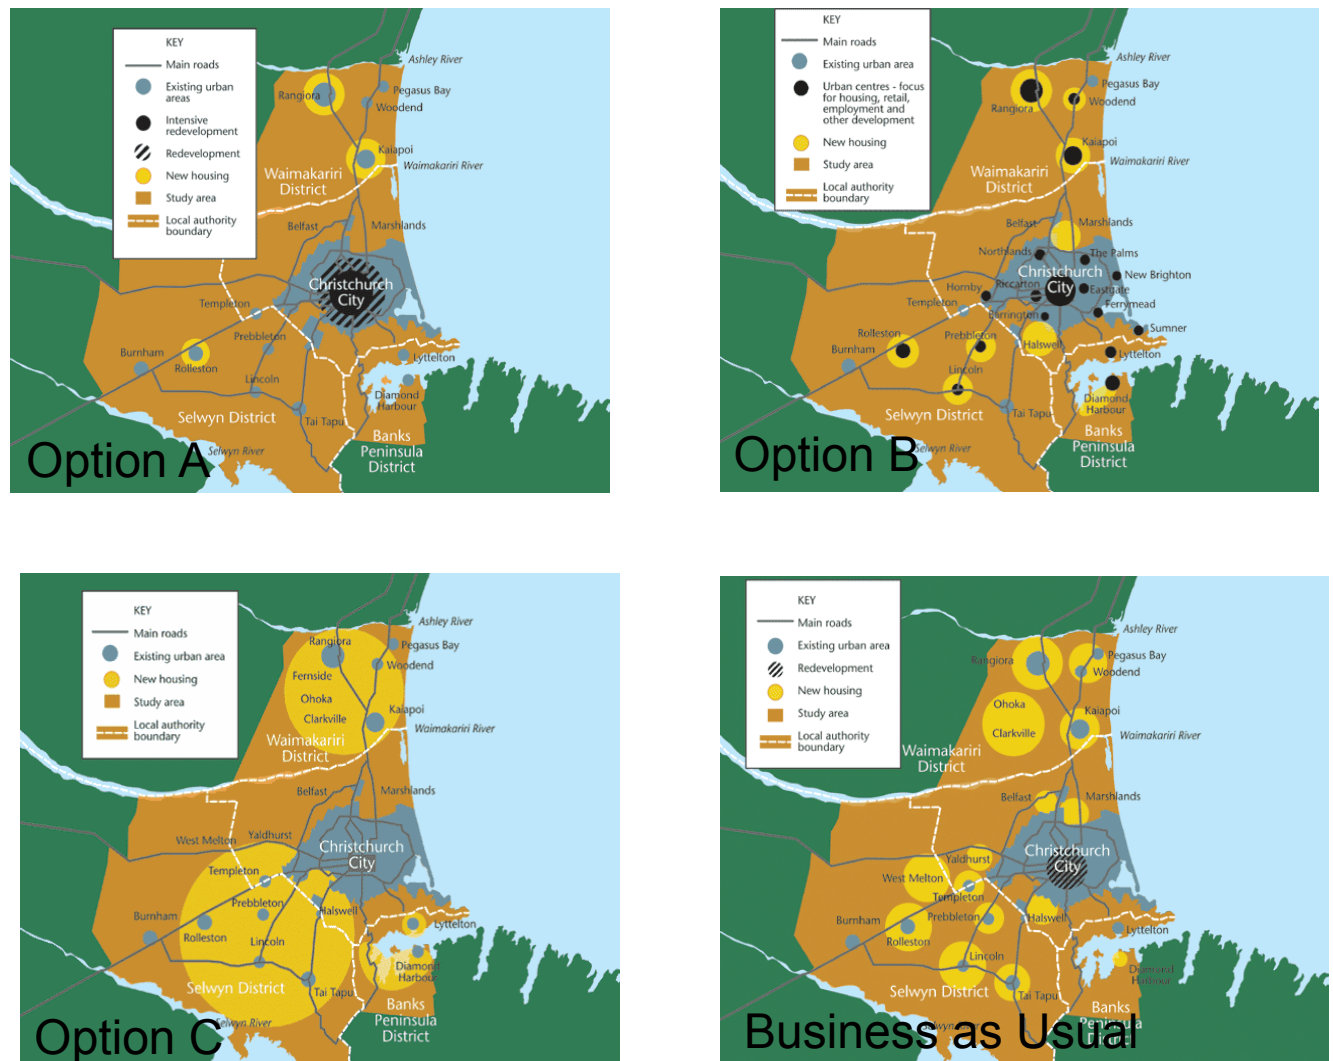 KEY
Main roads
Existing urban
areas
Intensive
redevelopment
Redevelopment
New housing
Study area
Local authority
boundary
Ashley River
Pegasus Bay
Rangiora
Woodend
Kaiapoi
Waimakariri River
Waimakariri
District
Belfast
Marshlands
Christchurch
City
Templeton
Prebbleton
Burnham
Rolleston
Lyttelton
Lincoln
Diamond
Harbour
Selwyn District
Tai Tapu
Banks
Peninsula
District
Selwyn River
Option A
KEY
Main roads
Existing urban area
Urban centres - focus
for housing, retail,
employment and
other development
New housing
Study area
Local authority
boundary
Ashley River
Pegasus Bay
Woodend
Rangiora
Kaiapoi
Waimakariri River
Waimakariri
District
Belfast
Marshlands
Northlands
The Palms
Christchurch
City
New Brighton
Hornby
Riccarton
Eastgate
Templeton
Ferrymead
Barrington
Sumner
Rolleston
Prebbleton
Halswell
Burnham
Lyttelton
Lincoln
Diamond
Harbour
Selwyn District
Tai Tapu
Banks
Peninsula
District
Selwyn River
Option B
KEY
Main roads
Existing urban area
New housing
Study area
Local authority
boundary
Ashley River
Rangiora
Pegasus Bay
Woodend
Fernside
Ohoka
Clarkville
Kaiapoi
Waimakariri River
Waimakariri
District
Belfast
Marshlands
West Melton
Yaldhurst
Christchurch
City
Templeton
Prebbleton
Halswell
Burnham
Rolleston
Lyttelton
Lincoln
Diamond
Harbour
Selwyn District
Tai Tapu
Banks
Peninsula
District
Selwyn River
Option C
KEY
Main roads
Existing urban area
Redevelopment
New housing
Study area
Local authority
boundary
Ashley River
Pegasus Bay
Rangiora
Woodend
Ohoka
Kaiapoi
Clarkville
Waimakariri River
Waimakariri
District
Belfast
Marshlands
Yaldhurst
Christchurch
City
West Melton
Templeton
Burnham
Prebbleton
Halswell
Rolleston
Lyttelton
Lincoln
Diamond
Harbour
Selwyn District
Tai Tapu
Banks
Peninsula
District
Selwyn River
Business as Usual